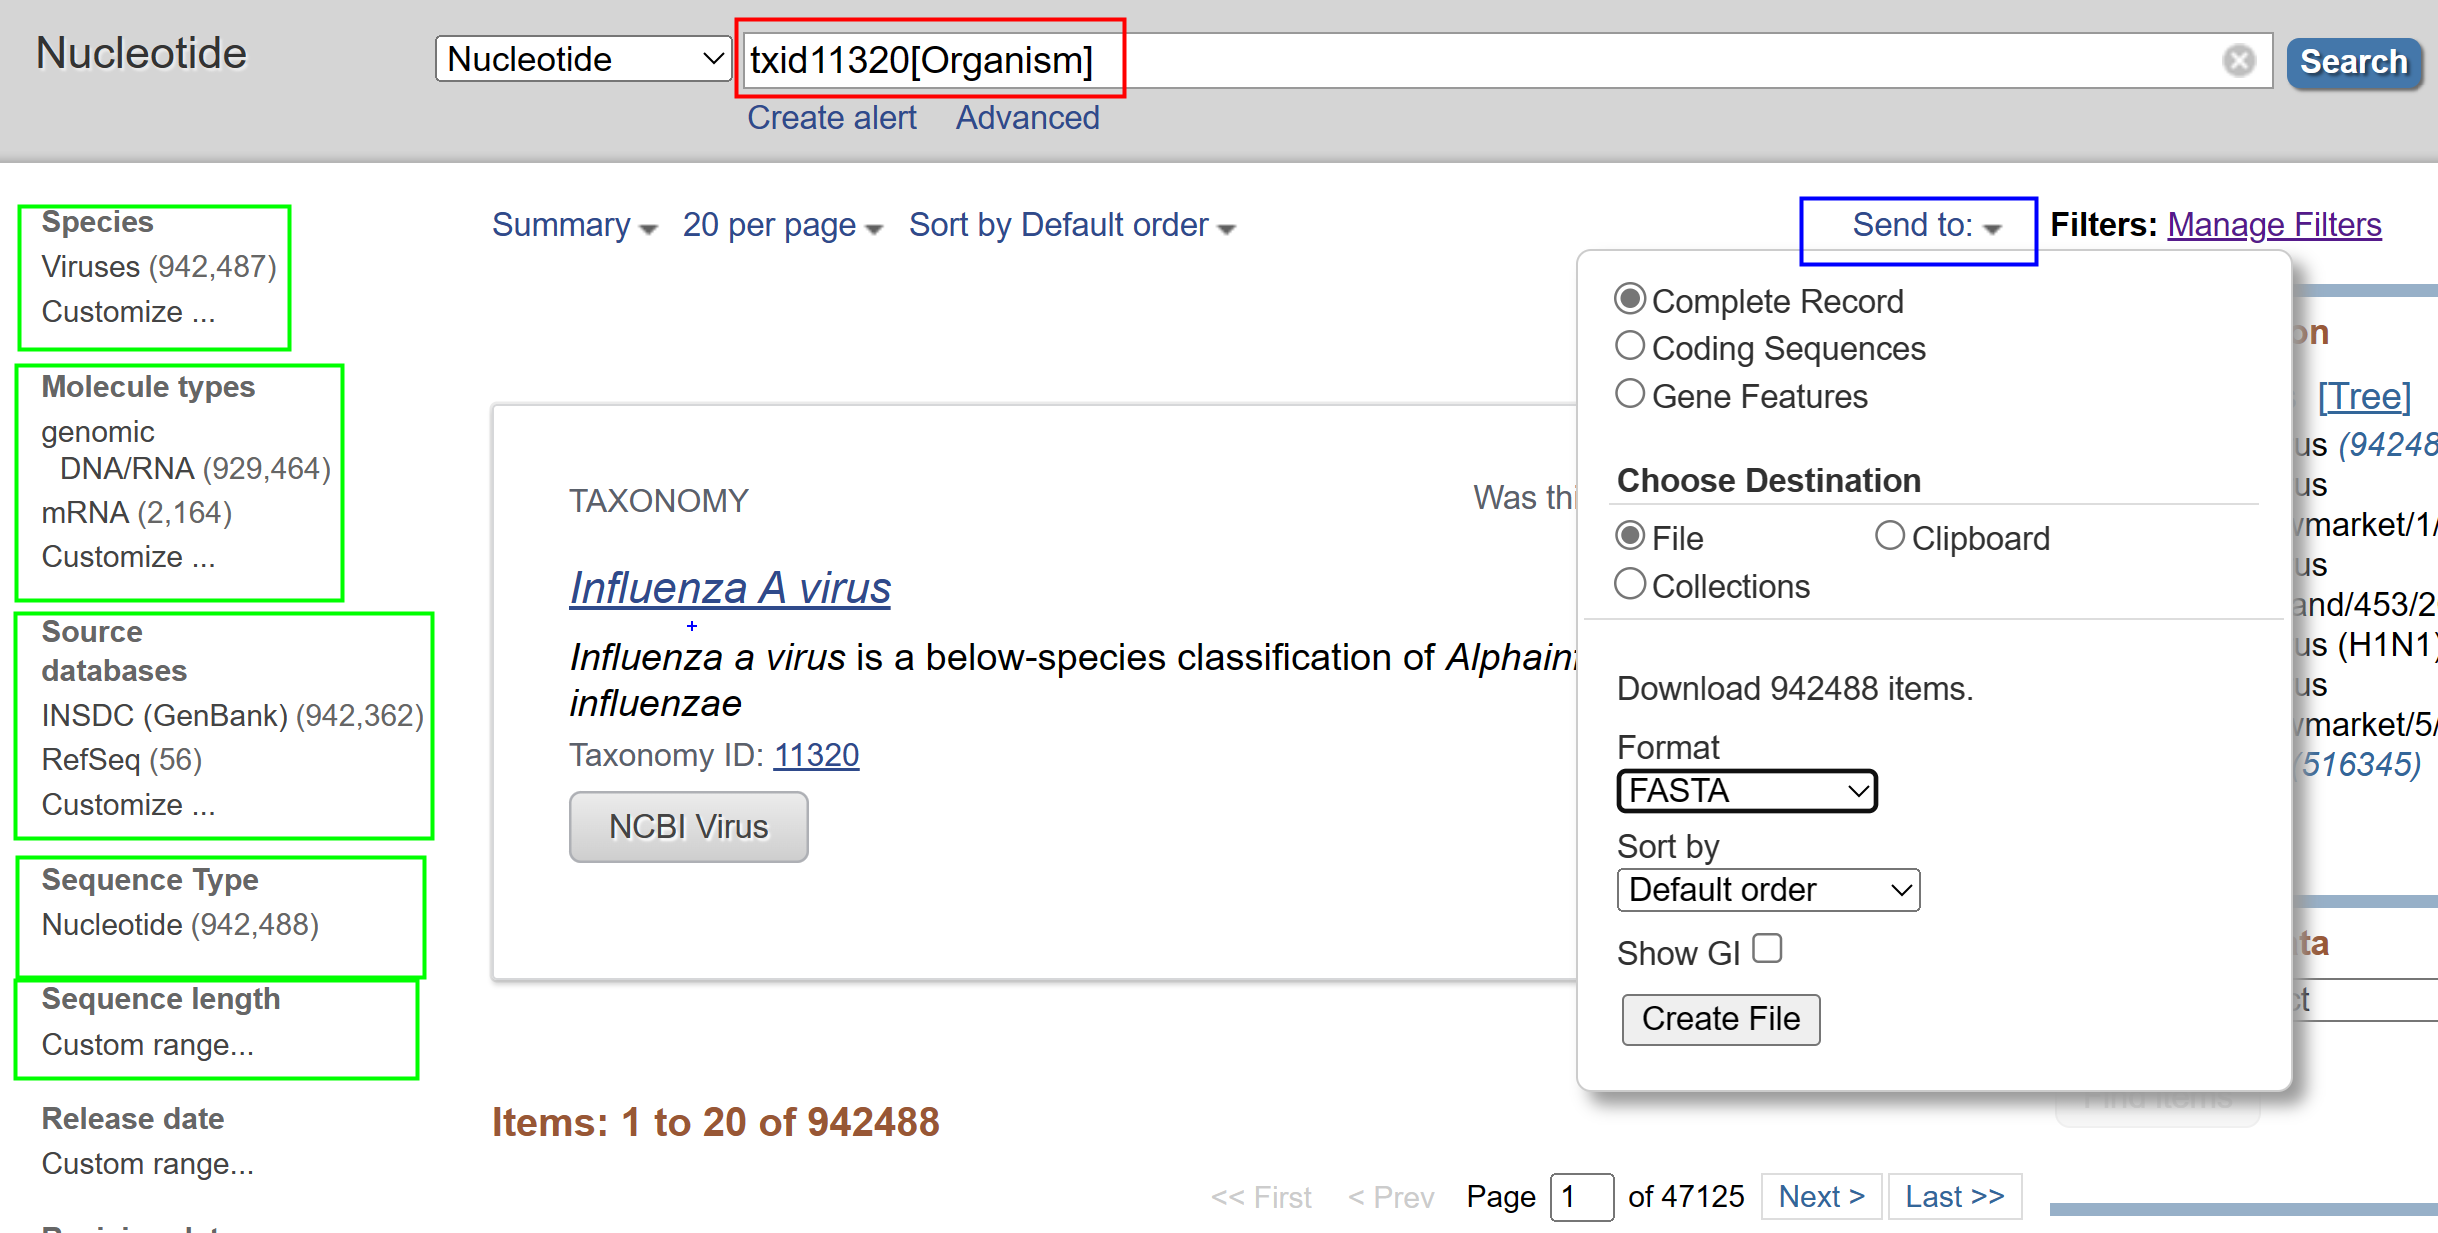 Nucleotide
Nucleotide
txid11320[Organism]
Search
Create alert
Advanced
Species
Viruses (942,487)
Customize ...
Molecule types
genomic
DNA/RNA (929,464)
mRNA (2,164)
Customize ...
Source
databases
INSDC (GenBank) (942,362)
RefSeq (56)
Customize ...
Sequence Type
Nucleotide (942,488)
Sequence length
Custom range...
Release date
Custom range...
Summary
20 per page
Sort by Default order
Send to:
Filters: Manage Filters
TAXONOMY
Was thi
Influenza A virus
Influenza a virus is a below-species classification of Alphainf
influenzae
Taxonomy ID: 11320
NCBI Virus
Items: 1 to 20 of 942488
<< First
< Prev
Page 1 of 47125
Next >
Last >>
Complete Record
Coding Sequences
Gene Features
Choose Destination
File
Clipboard
Collections
Download 942488 items.
Format
FASTA
Sort by
Default order
Show GI
Create File
on
[Tree]
us (94248
us
wmarket/1/
us
and/453/2
us (H1N1)
us
wmarket/5/
(516345)
ta
ct
Find items